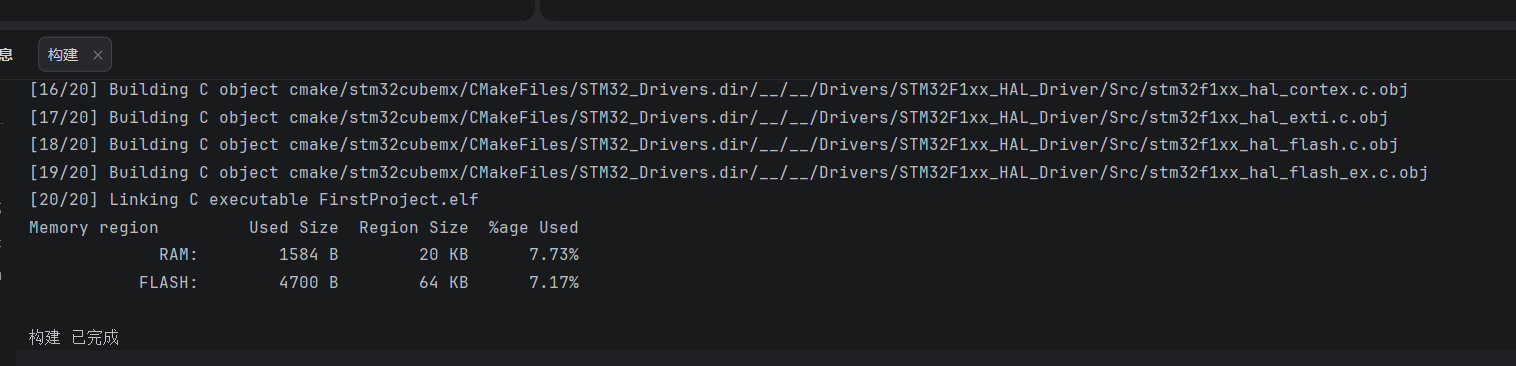 息 构建 ×
[16/20] Building C object cmake/stm32cubemx/CMakeFiles/STM32_Drivers.dir/__/__/Drivers/STM32F1xx_HAL_Driver/Src/stm32f1xx_hal_cortex.c.obj
[17/20] Building C object cmake/stm32cubemx/CMakeFiles/STM32_Drivers.dir/__/__/Drivers/STM32F1xx_HAL_Driver/Src/stm32f1xx_hal_exti.c.obj
[18/20] Building C object cmake/stm32cubemx/CMakeFiles/STM32_Drivers.dir/__/__/Drivers/STM32F1xx_HAL_Driver/Src/stm32f1xx_hal_flash.c.obj
[19/20] Building C object cmake/stm32cubemx/CMakeFiles/STM32_Drivers.dir/__/__/Drivers/STM32F1xx_HAL_Driver/Src/stm32f1xx_hal_flash_ex.c.obj
[20/20] Linking C executable FirstProject.elf
Memory region         Used Size  Region Size  %age Used
             RAM:        1584 B        20 KB      7.73%
           FLASH:        4700 B        64 KB      7.17%
构建 已完成